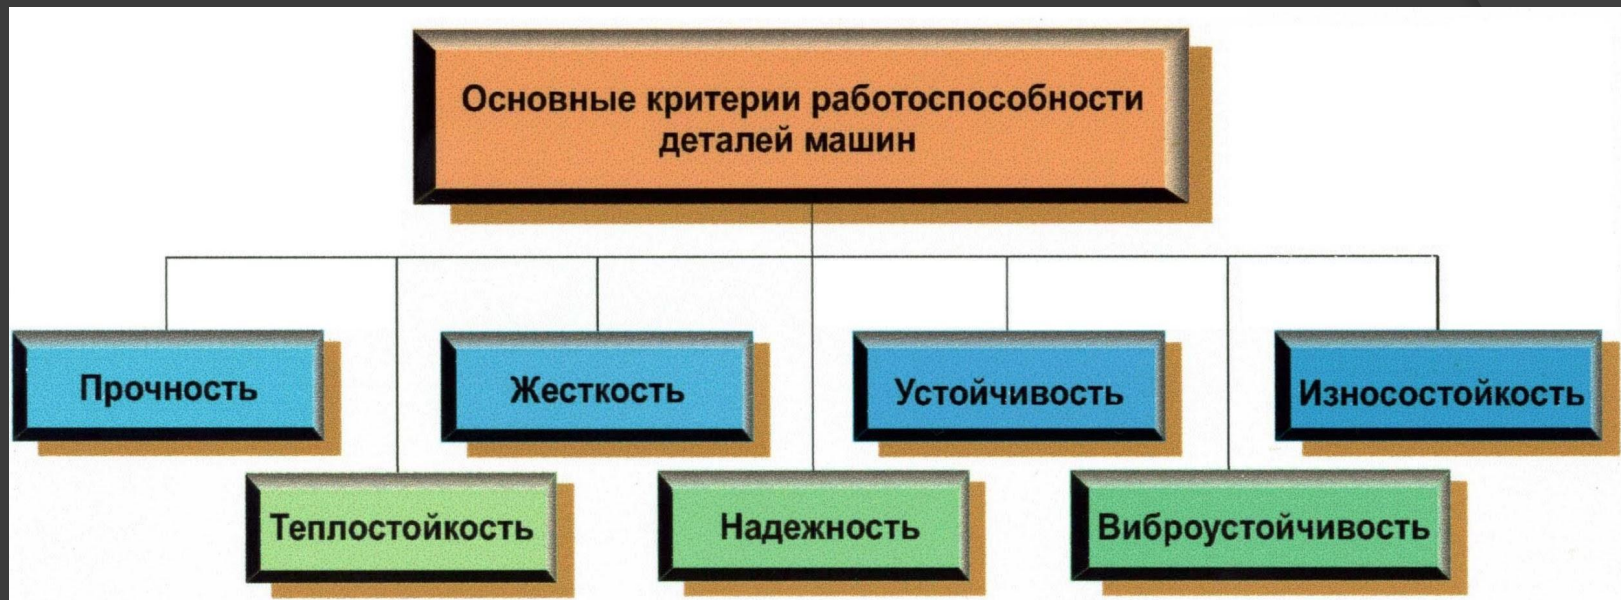 Основные критерии работоспособности
деталей машин
Прочность
Жесткость
Устойчивость
Износостойкость
Теплостойкость
Надежность
Виброустойчивость